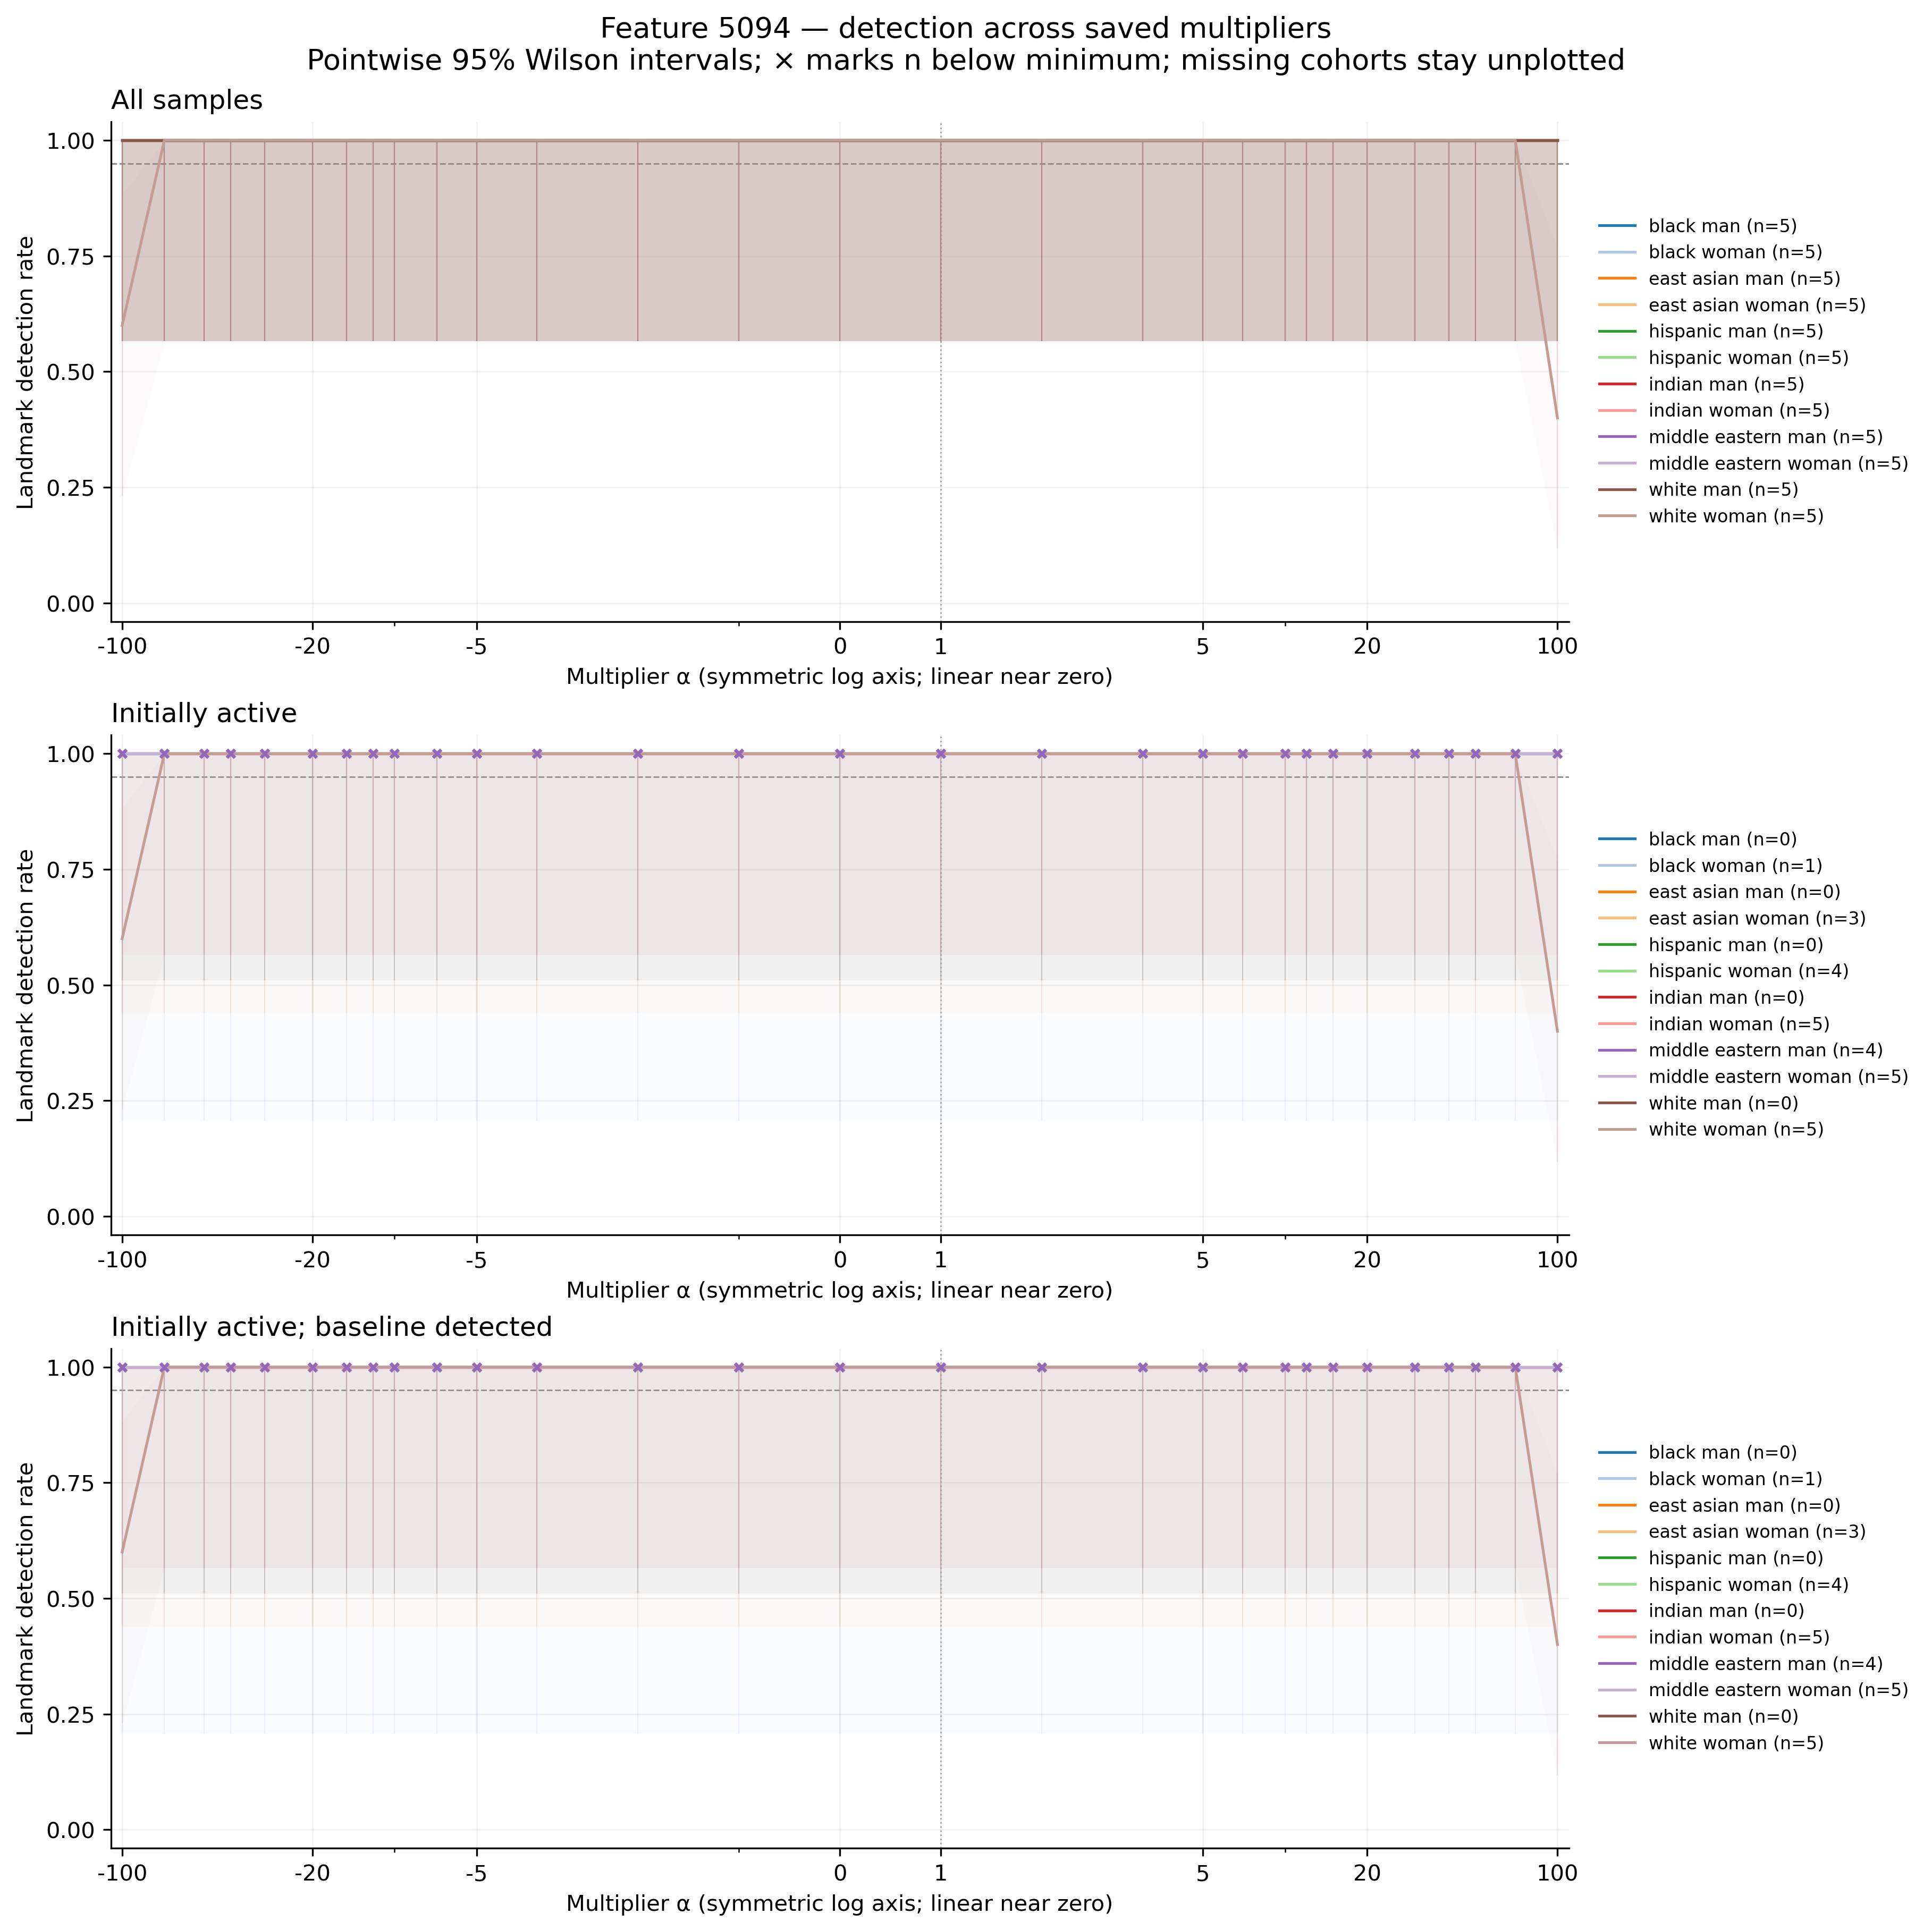 Feature 5094 — detection across saved multipliers
Pointwise 95% Wilson intervals; × marks n below minimum; missing cohorts stay unplotted
All samples
Landmark detection rate
1.00
0.75
0.50
0.25
0.00
-100
-20
-5
0
1
5
20
100
Multiplier α (symmetric log axis; linear near zero)
black man (n=5)
black woman (n=5)
east asian man (n=5)
east asian woman (n=5)
hispanic man (n=5)
hispanic woman (n=5)
indian man (n=5)
indian woman (n=5)
middle eastern man (n=5)
middle eastern woman (n=5)
white man (n=5)
white woman (n=5)
Initially active
Landmark detection rate
1.00
0.75
0.50
0.25
0.00
-100
-20
-5
0
1
5
20
100
Multiplier α (symmetric log axis; linear near zero)
black man (n=0)
black woman (n=1)
east asian man (n=0)
east asian woman (n=3)
hispanic man (n=0)
hispanic woman (n=4)
indian man (n=0)
indian woman (n=5)
middle eastern man (n=4)
middle eastern woman (n=5)
white man (n=0)
white woman (n=5)
Initially active; baseline detected
Landmark detection rate
1.00
0.75
0.50
0.25
0.00
-100
-20
-5
0
1
5
20
100
Multiplier α (symmetric log axis; linear near zero)
black man (n=0)
black woman (n=1)
east asian man (n=0)
east asian woman (n=3)
hispanic man (n=0)
hispanic woman (n=4)
indian man (n=0)
indian woman (n=5)
middle eastern man (n=4)
middle eastern woman (n=5)
white man (n=0)
white woman (n=5)